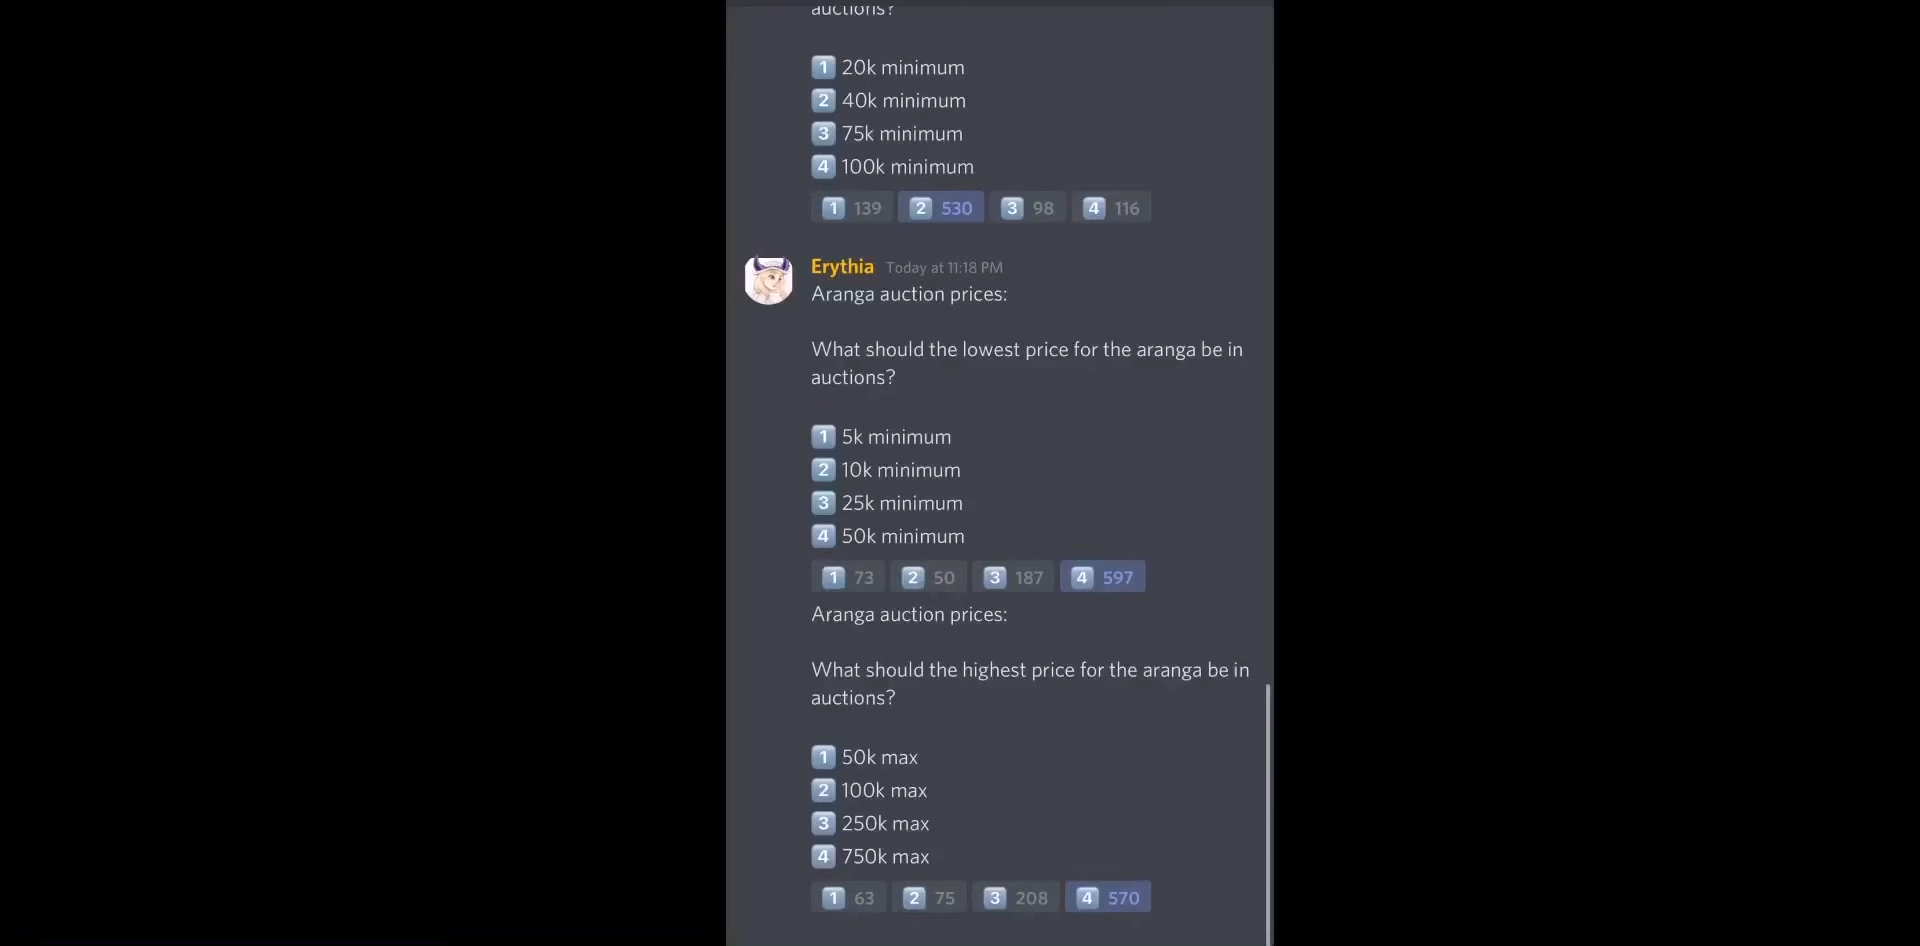 auctions?
1 20k minimum
2 40k minimum
3 75k minimum
4 100k minimum
1 139 2 530 3 98 4 116
Erythia Today at 11:18 PM
Aranga auction prices:
What should the lowest price for the aranga be in
auctions?
1 5k minimum
2 10k minimum
3 25k minimum
4 50k minimum
1 73 2 50 3 187 4 597
Aranga auction prices:
What should the highest price for the aranga be in
auctions?
1 50k max
2 100k max
3 250k max
4 750k max
1 63 2 75 3 208 4 570